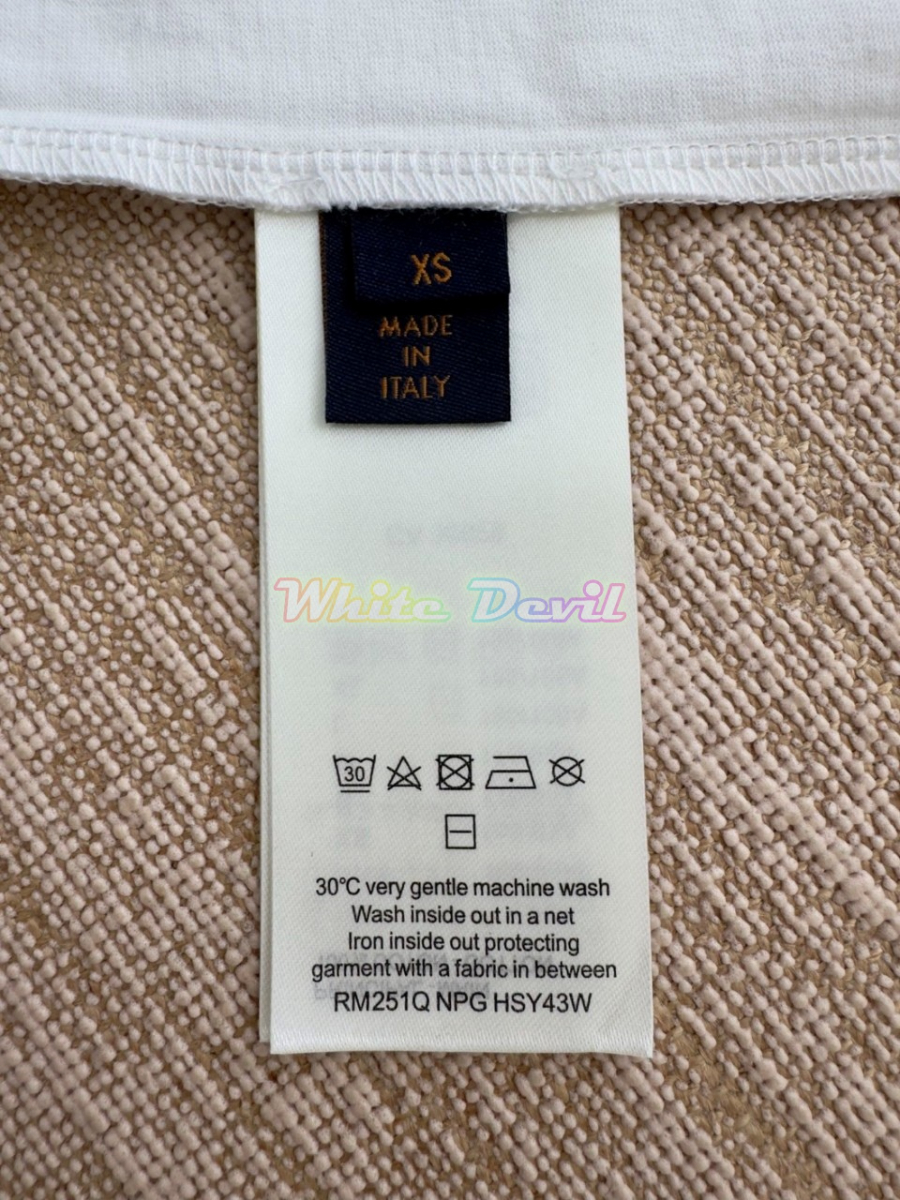 XS
MADE
IN
ITALY
White Devil
30
30°C very gentle machine wash
Wash inside out in a net
Iron inside out protecting
garment with a fabric in between
RM251Q NPG HSY43W